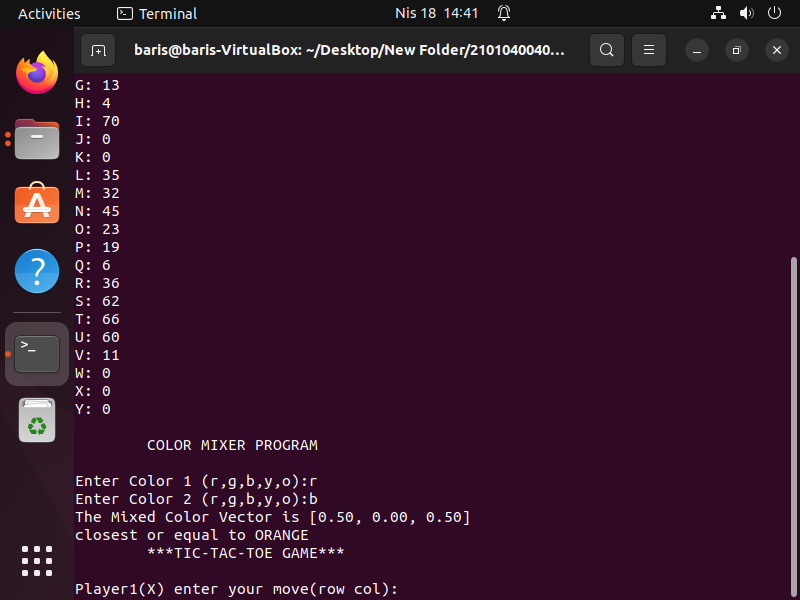 Activities
Terminal
Nis 18 14:41
baris@baris-VirtualBox: ~/Desktop/New Folder/2101040040...
G: 13
H: 4
I: 70
J: 0
K: 0
L: 35
M: 32
N: 45
O: 23
P: 19
Q: 6
R: 36
S: 62
T: 66
U: 60
V: 11
W: 0
X: 0
Y: 0
COLOR MIXER PROGRAM
Enter Color 1 (r,g,b,y,o):r
Enter Color 2 (r,g,b,y,o):b
The Mixed Color Vector is [0.50, 0.00, 0.50]
closest or equal to ORANGE
***TIC-TAC-TOE GAME***
Player1(X) enter your move(row col):